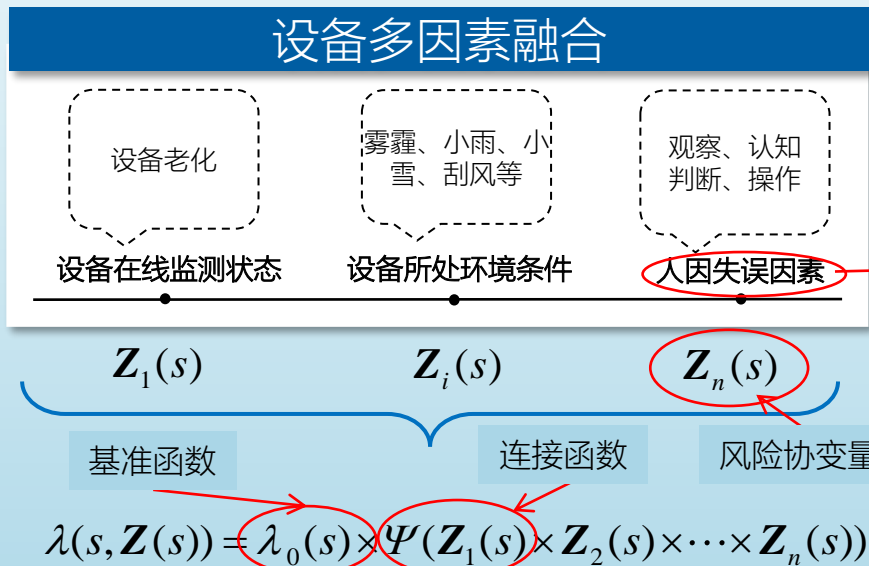 设备多因素融合
设备老化
雾霾、小雨、小
雪、刮风等
观察、认知
判断、操作
设备在线监测状态
设备所处环境条件
人因失误因素
Z₁(s)
Zᵢ(s)
Zₙ(s)
基准函数
连接函数
风险协变量
λ(s,Z(s))=λ₀(s)×Ψ(Z₁(s)×Z₂(s)×⋯×Zₙ(s))